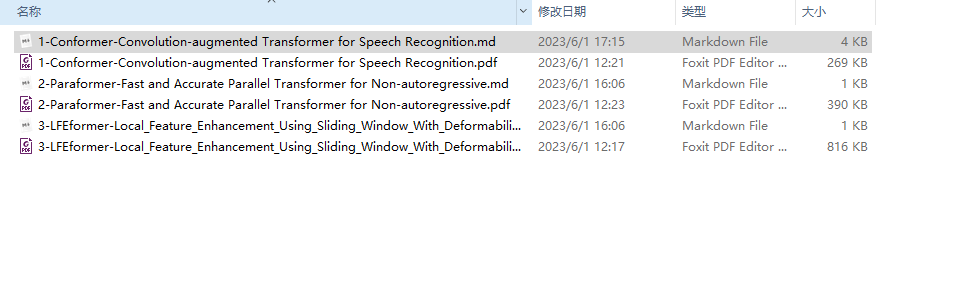 名称 修改日期 类型 大小
1-Conformer-Convolution-augmented Transformer for Speech Recognition.md 2023/6/1 17:15 Markdown File 4 KB
1-Conformer-Convolution-augmented Transformer for Speech Recognition.pdf 2023/6/1 12:21 Foxit PDF Editor ... 269 KB
2-Paraformer-Fast and Accurate Parallel Transformer for Non-autoregressive.md 2023/6/1 16:06 Markdown File 1 KB
2-Paraformer-Fast and Accurate Parallel Transformer for Non-autoregressive.pdf 2023/6/1 12:23 Foxit PDF Editor ... 390 KB
3-LFEformer-Local_Feature_Enhancement_Using_Sliding_Window_With_Deformabili... 2023/6/1 16:06 Markdown File 1 KB
3-LFEformer-Local_Feature_Enhancement_Using_Sliding_Window_With_Deformabili... 2023/6/1 12:17 Foxit PDF Editor ... 816 KB